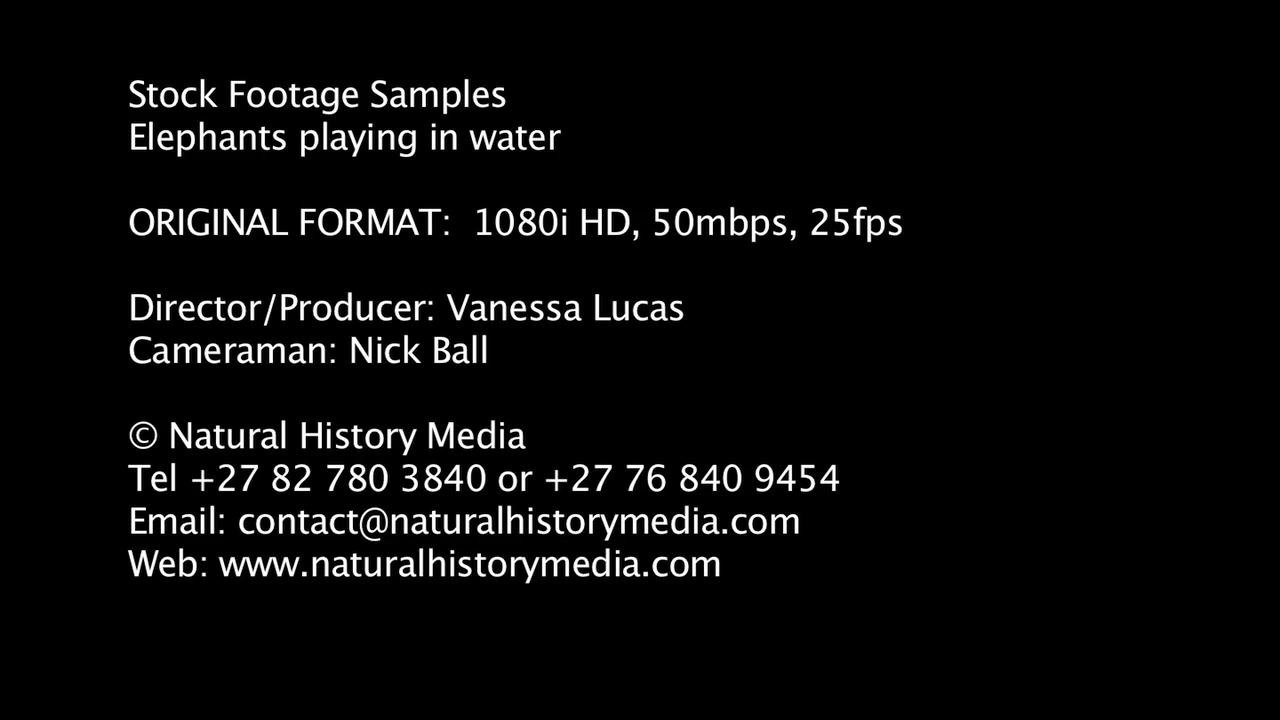 Stock Footage Samples
Elephants playing in water
ORIGINAL FORMAT:  1080i HD, 50mbps, 25fps
Director/Producer: Vanessa Lucas
Cameraman: Nick Ball
© Natural History Media
Tel +27 82 780 3840 or +27 76 840 9454
Email: contact@naturalhistorymedia.com
Web: www.naturalhistorymedia.com